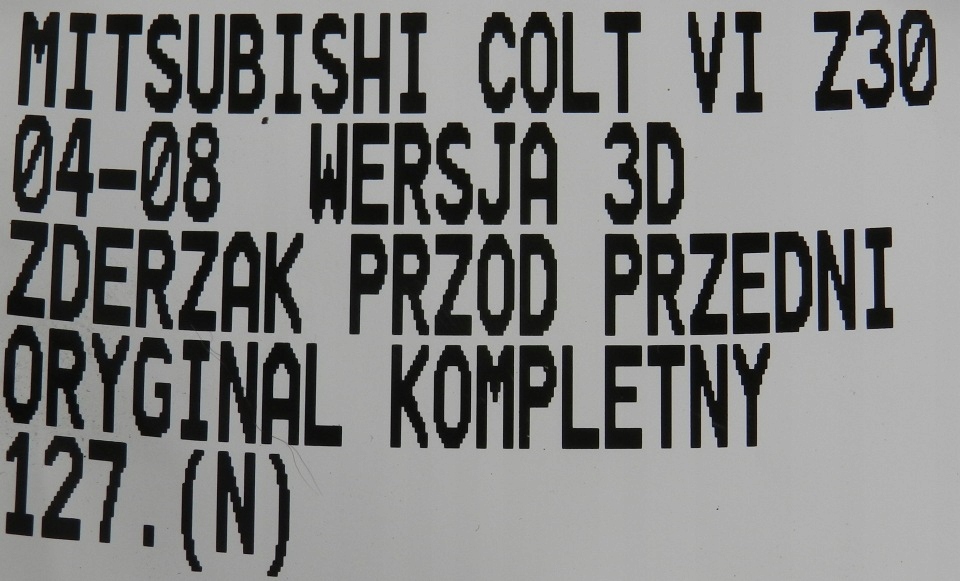 MITSUBISHI COLT VI Z30
04-08 WERSJA 3D
ZDERZAK PRZOD PRZEDNI
ORYGINAL KOMPLETNY
127.(N)